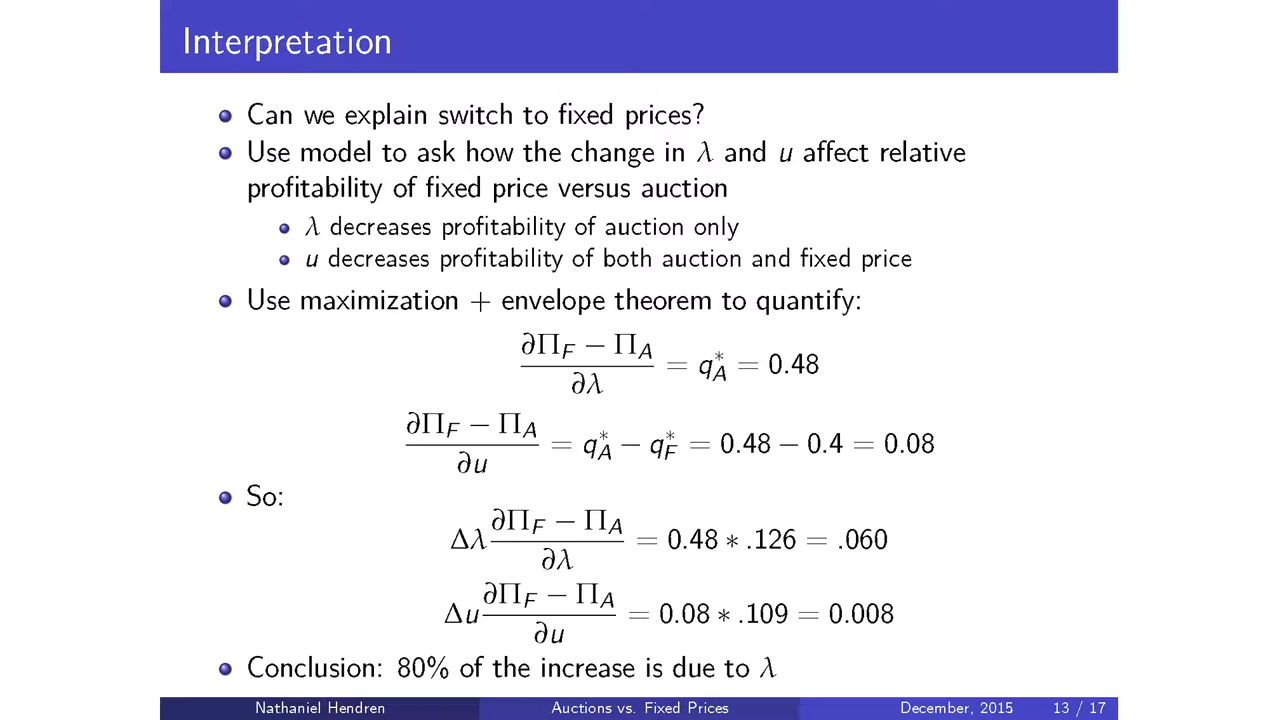 Interpretation
Can we explain switch to fixed prices?
Use model to ask how the change in λ and u affect relative
profitability of fixed price versus auction
λ decreases profitability of auction only
u decreases profitability of both auction and fixed price
Use maximization + envelope theorem to quantify:
∂Π_F − Π_A / ∂λ = q*_A = 0.48
∂Π_F − Π_A / ∂u = q*_A − q*_F = 0.48 − 0.4 = 0.08
So:
Δλ ∂Π_F − Π_A / ∂λ = 0.48 ∗ .126 = .060
Δu ∂Π_F − Π_A / ∂u = 0.08 ∗ .109 = 0.008
Conclusion: 80% of the increase is due to λ
Nathaniel Hendren Auctions vs. Fixed Prices December, 2015 13 / 17